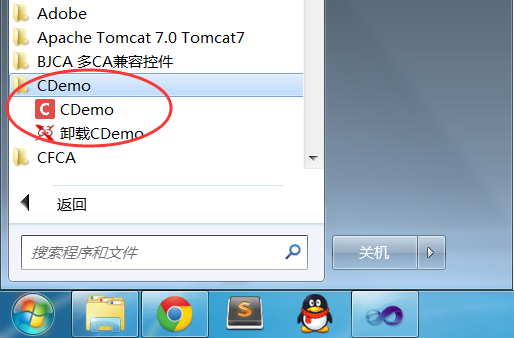 Adobe
Apache Tomcat 7.0 Tomcat7
BJCA 多CA兼容控件
CDemo
C CDemo
卸载CDemo
CFCA
返回
搜索程序和文件
关机
S